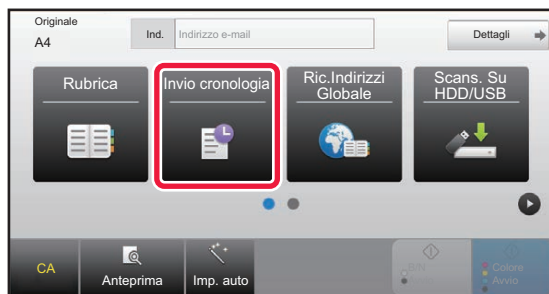 Originale
A4
Ind.
Indirizzo e-mail
Dettagli
Rubrica
Invio cronologia
Ric.Indirizzi
Globale
Scans. Su
HDD/USB
CA
Anteprima
Imp. auto
B/N
Avvio
Colore
Avvio